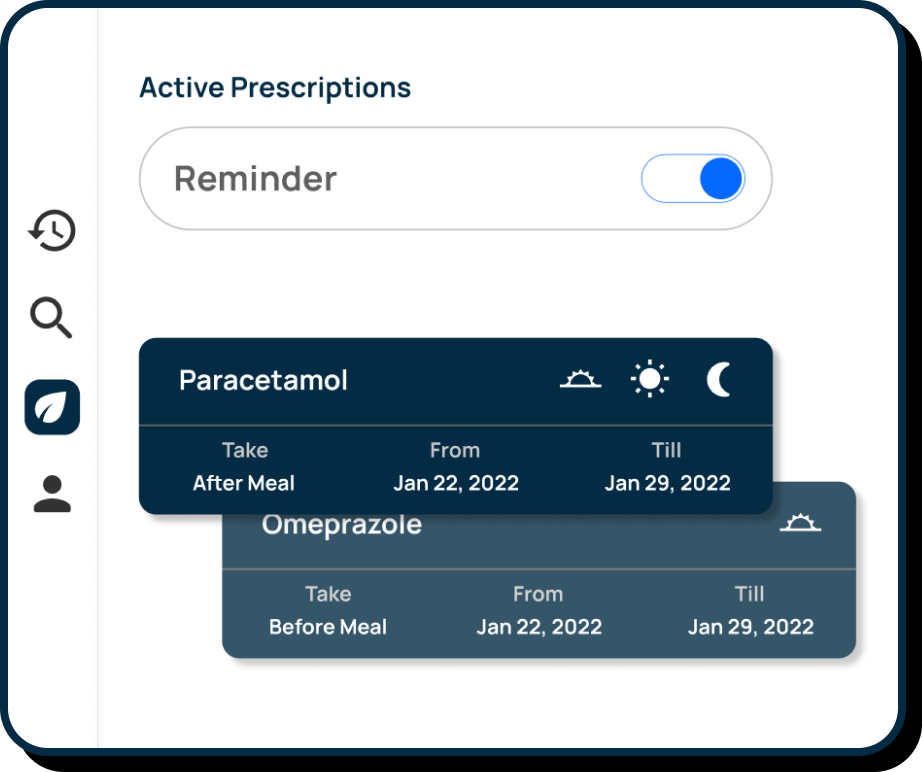 Active Prescriptions
Reminder
Paracetamol
Take From Till
After Meal Jan 22, 2022 Jan 29, 2022
Omeprazole
Take From Till
Before Meal Jan 22, 2022 Jan 29, 2022